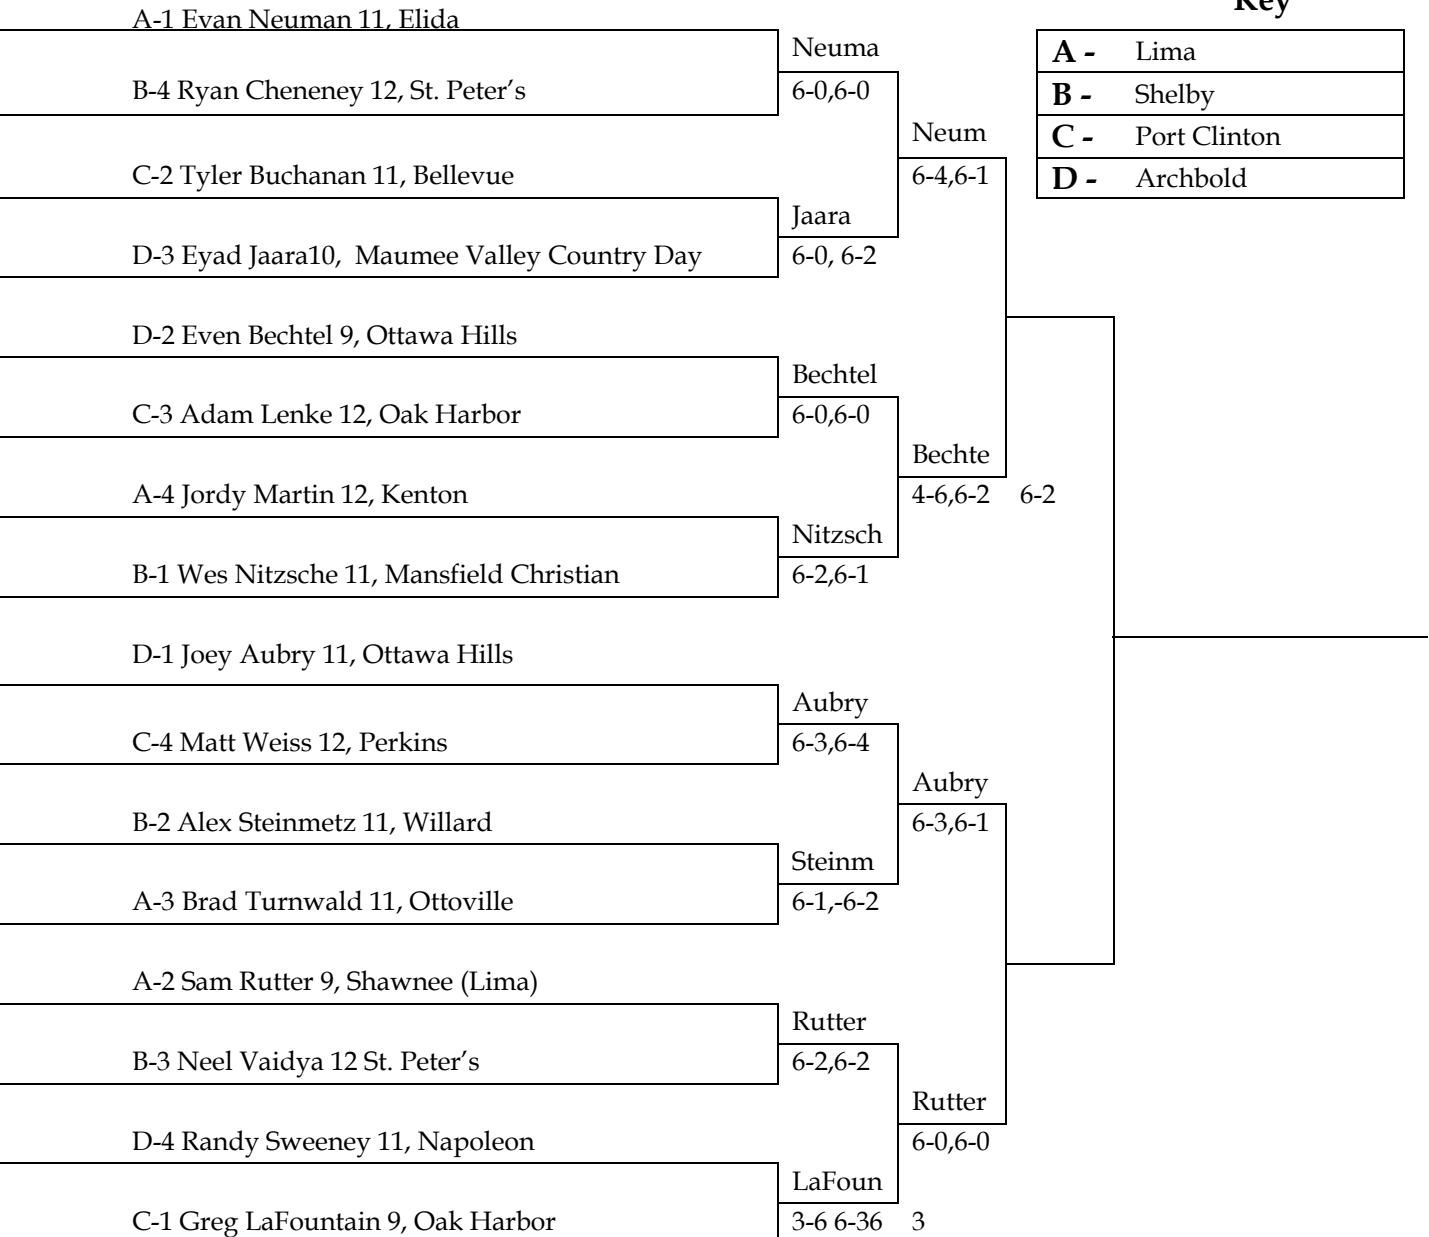 Key
A-1 Evan Neuman 11, Elida
Neuma
A - Lima
B-4 Ryan Cheneney 12, St. Peter’s
6-0,6-0
B - Shelby
Neum
C - Port Clinton
C-2 Tyler Buchanan 11, Bellevue
6-4,6-1
D - Archbold
Jaara
D-3 Eyad Jaara10, Maumee Valley Country Day
6-0, 6-2
D-2 Even Bechtel 9, Ottawa Hills
Bechtel
C-3 Adam Lenke 12, Oak Harbor
6-0,6-0
Bechte
A-4 Jordy Martin 12, Kenton
4-6,6-2 6-2
Nitzsch
B-1 Wes Nitzsche 11, Mansfield Christian
6-2,6-1
D-1 Joey Aubry 11, Ottawa Hills
Aubry
C-4 Matt Weiss 12, Perkins
6-3,6-4
Aubry
B-2 Alex Steinmetz 11, Willard
6-3,6-1
Steinm
A-3 Brad Turnwald 11, Ottoville
6-1,-6-2
A-2 Sam Rutter 9, Shawnee (Lima)
Rutter
B-3 Neel Vaidya 12 St. Peter’s
6-2,6-2
Rutter
D-4 Randy Sweeney 11, Napoleon
6-0,6-0
LaFoun
C-1 Greg LaFountain 9, Oak Harbor
3-6 6-36 3